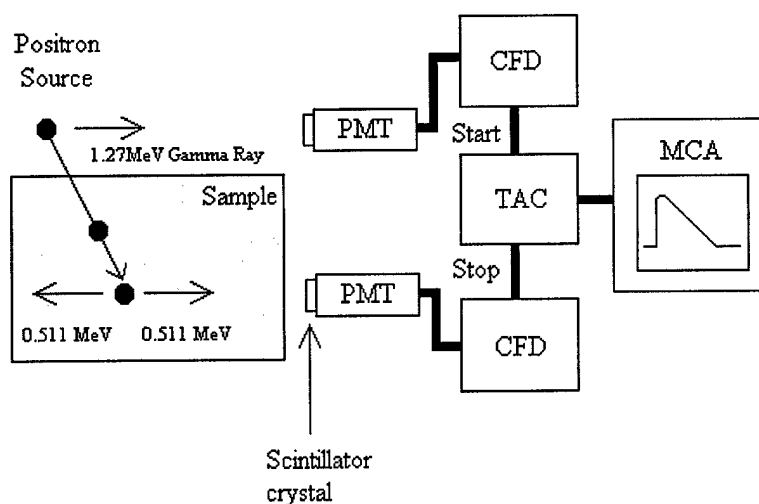 Positron
Source
1.27MeV Gamma Ray
Sample
0.511 MeV
0.511 MeV
PMT
CFD
Start
TAC
MCA
Stop
PMT
CFD
Scintillator
crystal